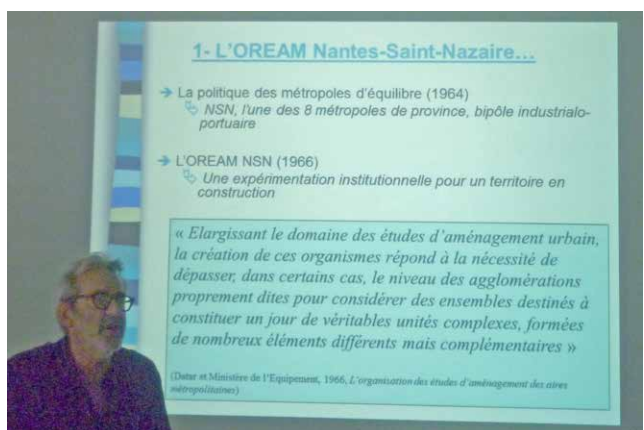 1- L'OREAM Nantes-Saint-Nazaire…
➔ La politique des métropoles d'équilibre (1964)
NSN, l'une des 8 métropoles de province, bipôle industrialo-
portuaire
➔ L'OREAM NSN (1966)
Une expérimentation institutionnelle pour un territoire en
construction
« Elargissant le domaine des études d'aménagement urbain,
la création de ces organismes répond à la nécessité de
dépasser, dans certains cas, le niveau des agglomérations
proprement dites pour considérer des ensembles destinés à
constituer un jour de véritables unités complexes, formées
de nombreux éléments différents mais complémentaires »
(Datar et Ministère de l'Equipement, 1966, L'organisation des études d'aménagement des aires
métropolitaines)